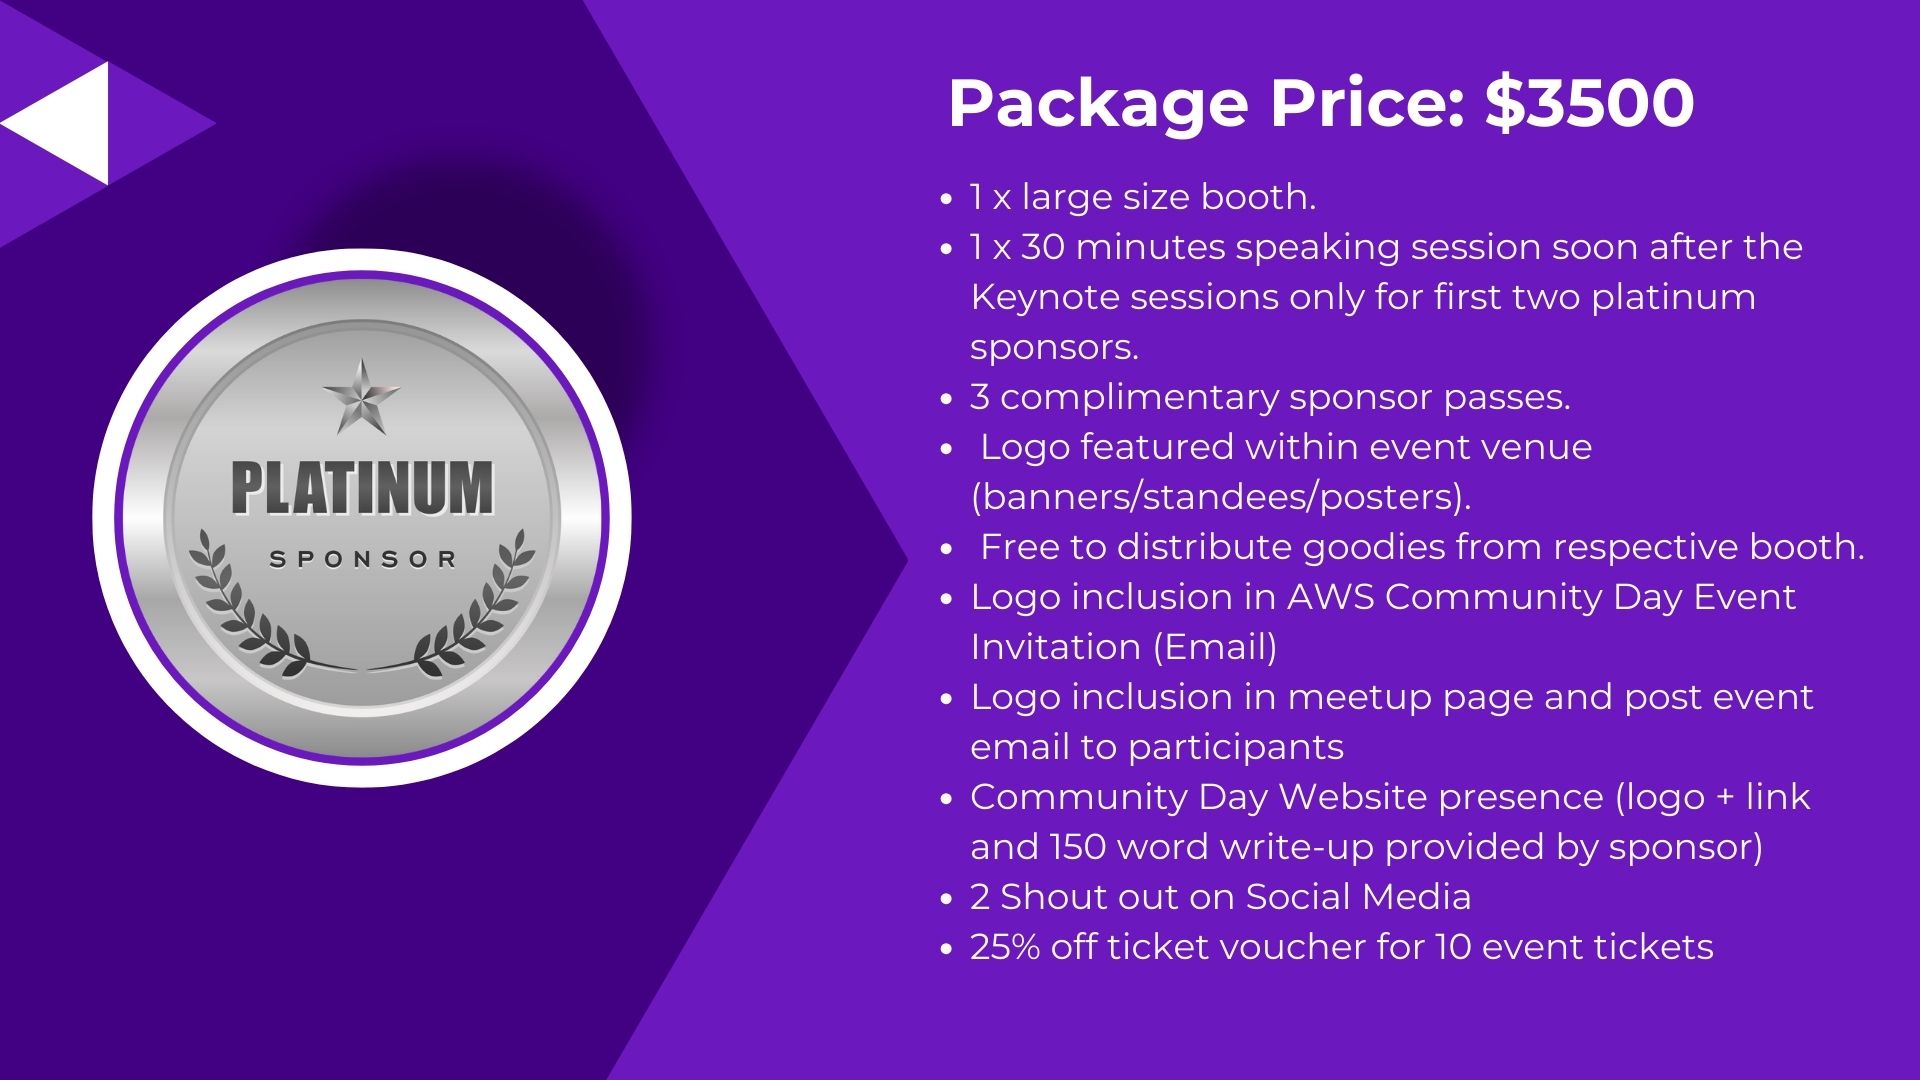 PLATINUM
SPONSOR
Package Price: $3500
• 1 x large size booth.
• 1 x 30 minutes speaking session soon after the
Keynote sessions only for first two platinum
sponsors.
• 3 complimentary sponsor passes.
• Logo featured within event venue
(banners/standees/posters).
• Free to distribute goodies from respective booth.
• Logo inclusion in AWS Community Day Event
Invitation (Email)
• Logo inclusion in meetup page and post event
email to participants
• Community Day Website presence (logo + link
and 150 word write-up provided by sponsor)
• 2 Shout out on Social Media
• 25% off ticket voucher for 10 event tickets